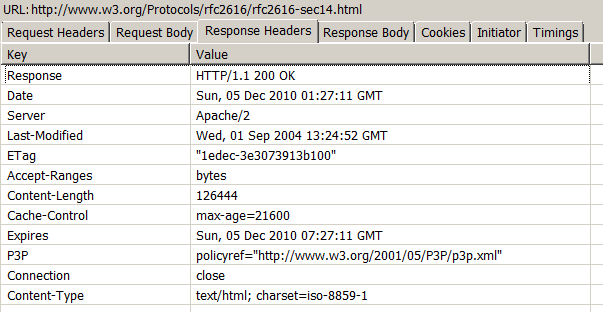 URL: http://www.w3.org/Protocols/rfc2616/rfc2616-sec14.html
Request Headers Request Body Response Headers Response Body Cookies Initiator Timings
Key Value
Response HTTP/1.1 200 OK
Date Sun, 05 Dec 2010 01:27:11 GMT
Server Apache/2
Last-Modified Wed, 01 Sep 2004 13:24:52 GMT
ETag "1edec-3e3073913b100"
Accept-Ranges bytes
Content-Length 126444
Cache-Control max-age=21600
Expires Sun, 05 Dec 2010 07:27:11 GMT
P3P policyref="http://www.w3.org/2001/05/P3P/p3p.xml"
Connection close
Content-Type text/html; charset=iso-8859-1